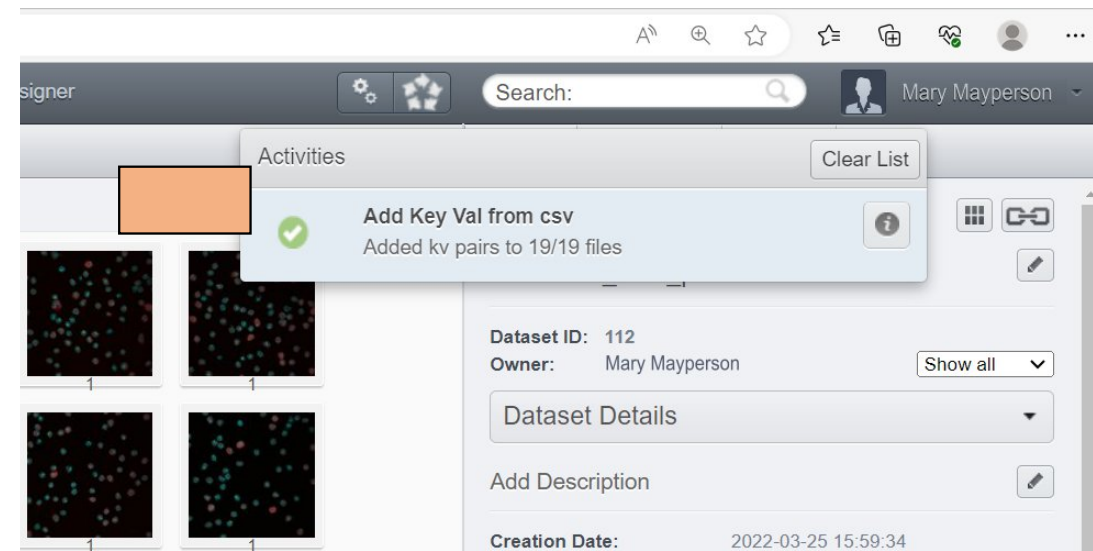 signer
Search:
Mary Mayperson
Activities
Clear List
Add Key Val from csv
Added kv pairs to 19/19 files
Dataset ID: 112
Owner: Mary Mayperson
Show all
Dataset Details
Add Description
Creation Date: 2022-03-25 15:59:34
1
1
1
1